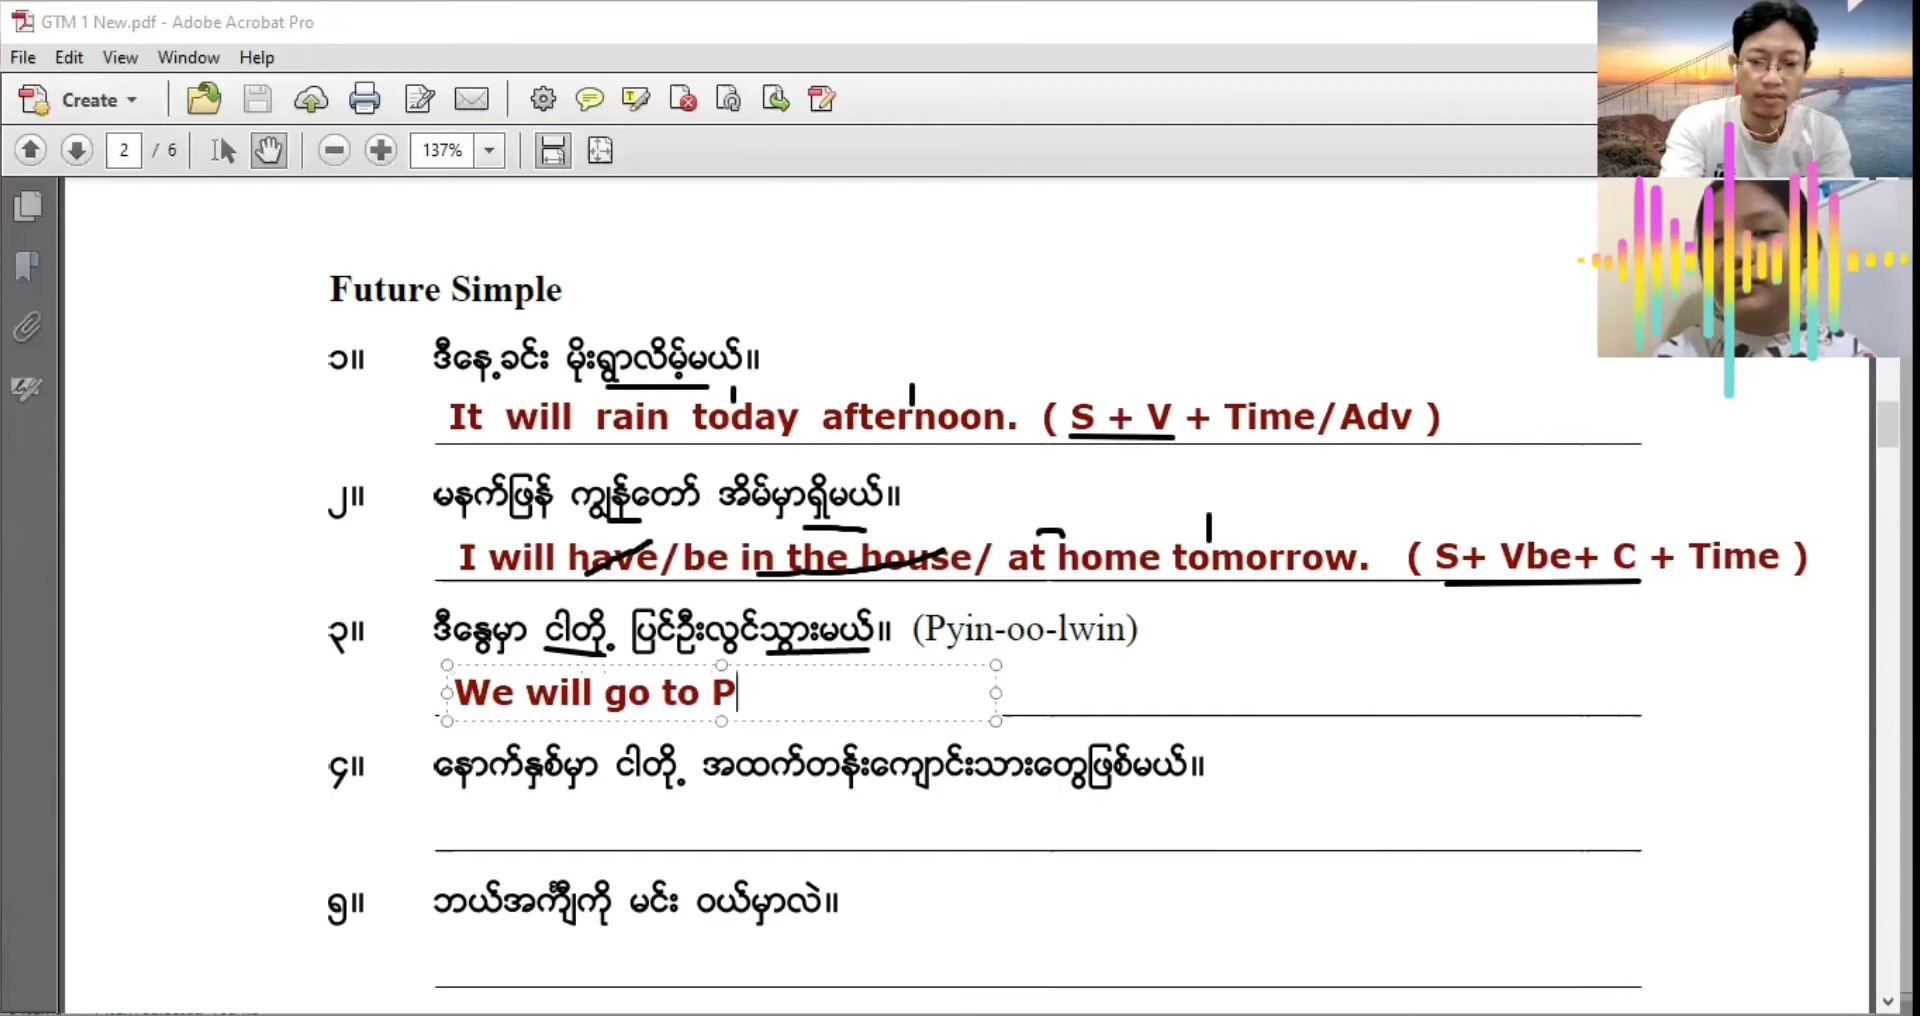 GTM 1 New.pdf - Adobe Acrobat Pro
File Edit View Window Help
Create
2 / 6 137%
Future Simple
၁။ ဒီနေ့ခင်း မိုးရွာလိမ့်မယ်။
It will rain today afternoon. ( S + V + Time/Adv )
၂။ မနက်ဖြန် ကျွန်တော် အိမ်မှာရှိမယ်။
I will have/be in the house/ at home tomorrow. ( S+ Vbe+ C + Time )
၃။ ဒီနွေမှာ ငါတို့ ပြင်ဦးလွင်သွားမယ်။ (Pyin-oo-lwin)
We will go to P
၄။ နောက်နှစ်မှာ ငါတို့ အထက်တန်းကျောင်းသားတွေဖြစ်မယ်။
၅။ ဘယ်အင်္ကျီကို မင်း ဝယ်မှာလဲ။